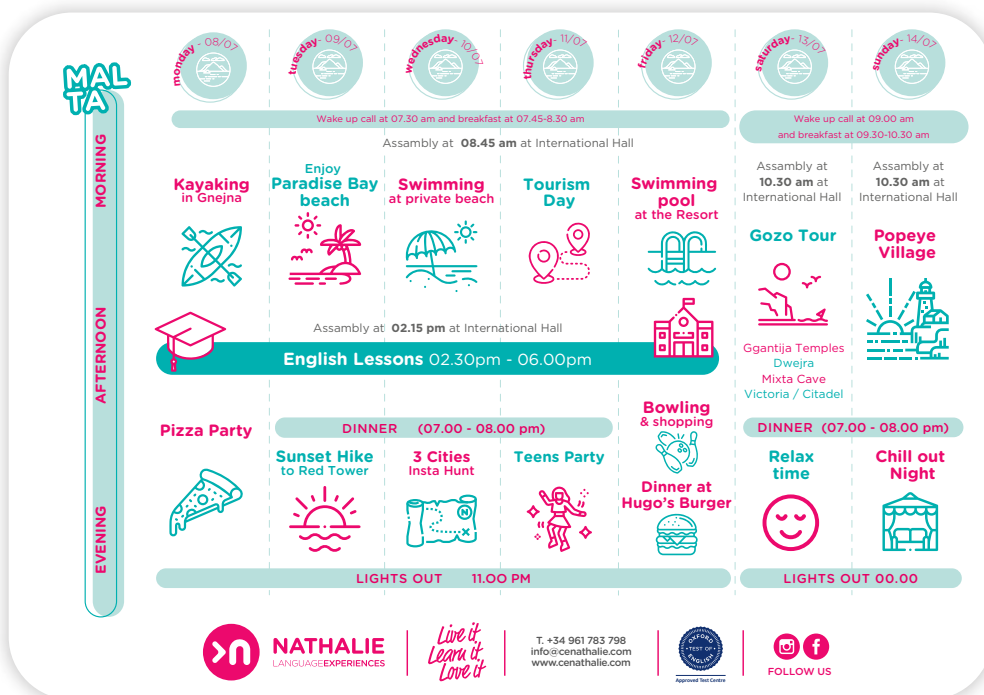 MAL
TA
monday - 08/07
tuesday- 09/07
wednesday- 10/07
thursday- 11/07
friday- 12/07
saturday- 13/07
sunday- 14/07
MORNING
Wake up call at 07.30 am and breakfast at 07.45-8.30 am
Wake up call at 09.00 am
and breakfast at 09.30-10.30 am
Assambly at 08.45 am at International Hall
Kayaking
in Gnejna
Enjoy
Paradise Bay
beach
Swimming
at private beach
Tourism
Day
Swimming
pool
at the Resort
Assambly at
10.30 am at
International Hall
Assambly at
10.30 am at
International Hall
Gozo Tour
Popeye
Village
AFTERNOON
Assambly at 02.15 pm at International Hall
English Lessons 02.30pm - 06.00pm
Ggantija Temples
Dwejra
Mixta Cave
Victoria / Citadel
EVENING
Pizza Party
DINNER (07.00 - 08.00 pm)
Sunset Hike
to Red Tower
3 Cities
Insta Hunt
N
X
Teens Party
Bowling
& shopping
Dinner at
Hugo's Burger
DINNER (07.00 - 08.00 pm)
Relax
time
Chill out
Night
LIGHTS OUT 11.00 PM
LIGHTS OUT 00.00
n
NATHALIE
LANGUAGEEXPERIENCES
Live it
Learn it
Love it
T. +34 961 783 798
info@cenathalie.com
www.cenathalie.com
OXFORD
TEST OF
ENGLISH
Approved Test Centre
f
FOLLOW US